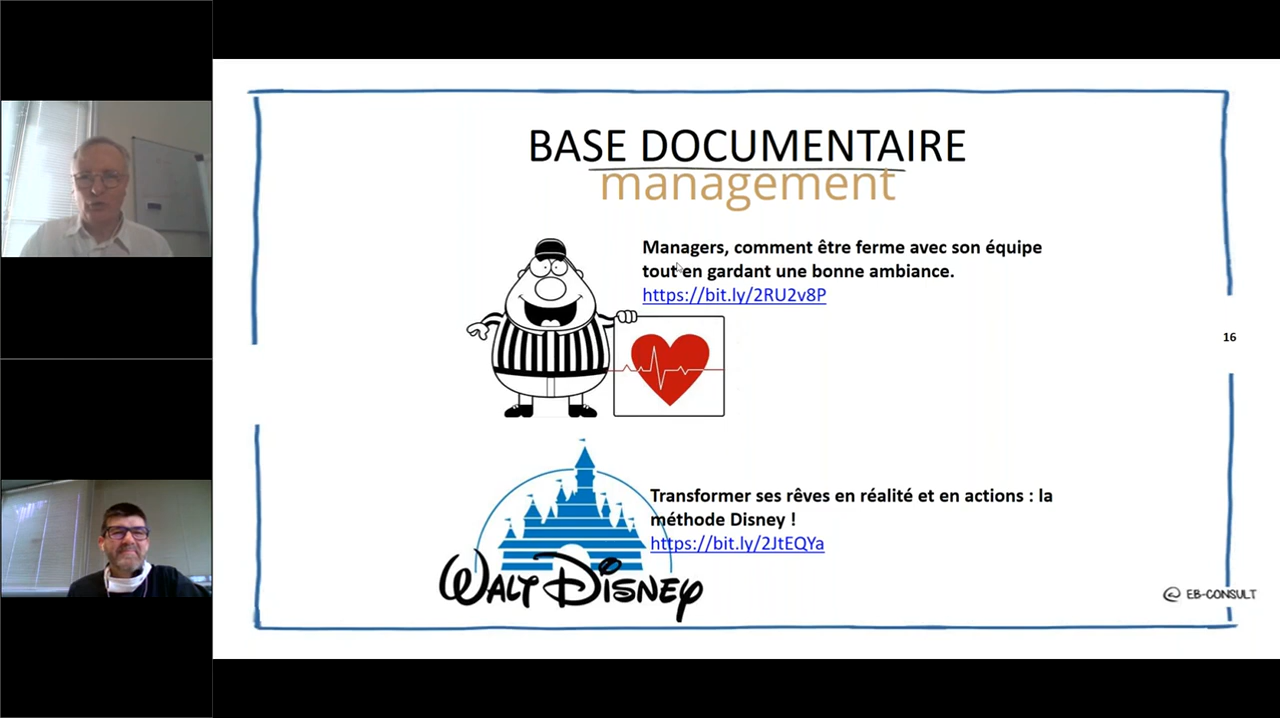 BASE DOCUMENTAIRE
management
Managers, comment être ferme avec son équipe
tout en gardant une bonne ambiance.
https://bit.ly/2RU2v8P
16
Transformer ses rêves en réalité et en actions : la
méthode Disney !
https://bit.ly/2JtEQYa
WALT DISNEY
@ EB-CONSULT